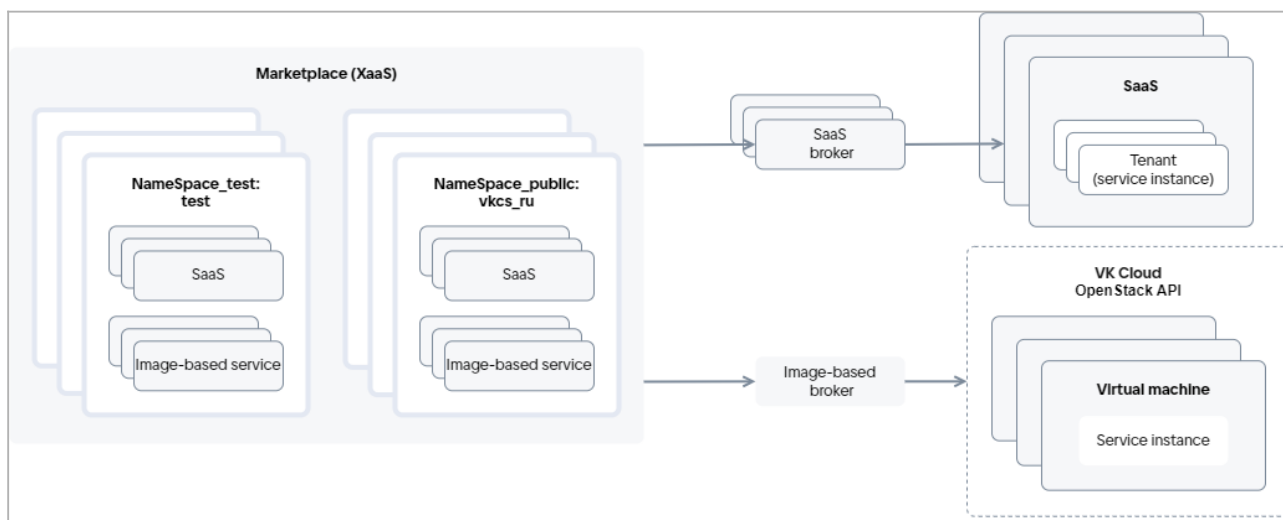 Marketplace (XaaS)
NameSpace_test:
test
SaaS
Image-based service
NameSpace_public:
vkcs_ru
SaaS
Image-based service
SaaS
broker
SaaS
Tenant
(service instance)
Image-based
broker
VK Cloud
OpenStack API
Virtual machine
Service instance